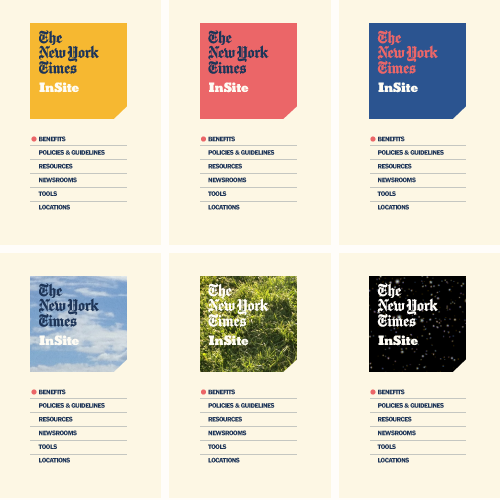 The
New York
Times
InSite
BENEFITS
POLICIES & GUIDELINES
RESOURCES
NEWSROOMS
TOOLS
LOCATIONS
The
New York
Times
InSite
BENEFITS
POLICIES & GUIDELINES
RESOURCES
NEWSROOMS
TOOLS
LOCATIONS
The
New York
Times
InSite
BENEFITS
POLICIES & GUIDELINES
RESOURCES
NEWSROOMS
TOOLS
LOCATIONS
The
New York
Times
InSite
BENEFITS
POLICIES & GUIDELINES
RESOURCES
NEWSROOMS
TOOLS
LOCATIONS
The
New York
Times
InSite
BENEFITS
POLICIES & GUIDELINES
RESOURCES
NEWSROOMS
TOOLS
LOCATIONS
The
New York
Times
InSite
BENEFITS
POLICIES & GUIDELINES
RESOURCES
NEWSROOMS
TOOLS
LOCATIONS